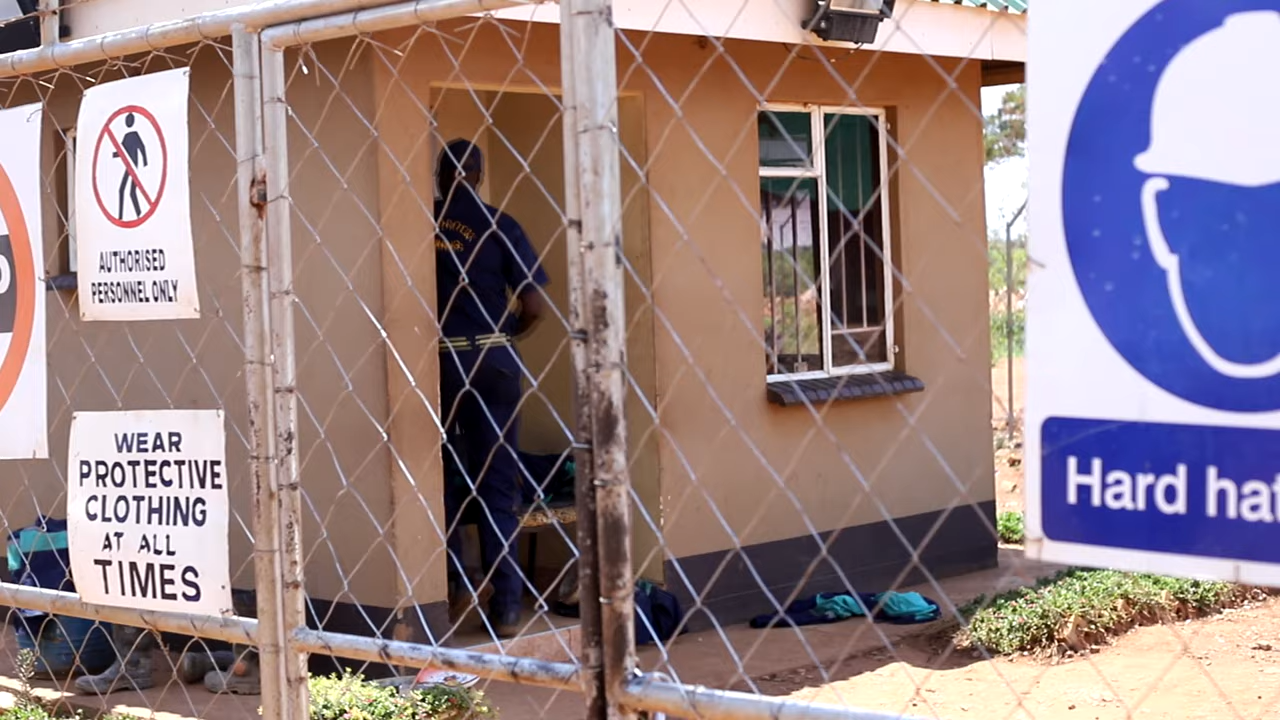 AUTHORISED
PERSONNEL ONLY
WEAR
PROTECTIVE
CLOTHING
AT ALL
TIMES
Hard hat